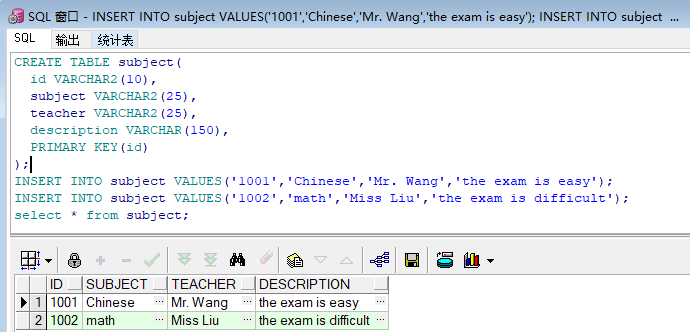 SQL 窗口 - INSERT INTO subject VALUES('1001','Chinese','Mr. Wang','the exam is easy'); INSERT INTO subject ...
SQL 输出 统计表
CREATE TABLE subject(
  id VARCHAR2(10),
  subject VARCHAR2(25),
  teacher VARCHAR2(25),
  description VARCHAR(150),
  PRIMARY KEY(id)
);
INSERT INTO subject VALUES('1001','Chinese','Mr. Wang','the exam is easy');
INSERT INTO subject VALUES('1002','math','Miss Liu','the exam is difficult');
select * from subject;
ID SUBJECT TEACHER DESCRIPTION
1 1001 Chinese ... Mr. Wang ... the exam is easy ...
2 1002 math ... Miss Liu ... the exam is difficult ...